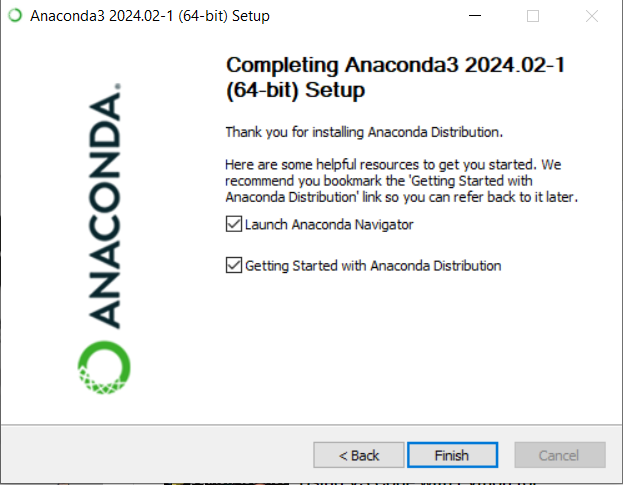 Anaconda3 2024.02-1 (64-bit) Setup
Completing Anaconda3 2024.02-1
(64-bit) Setup
Thank you for installing Anaconda Distribution.
Here are some helpful resources to get you started. We
recommend you bookmark the 'Getting Started with
Anaconda Distribution' link so you can refer back to it later.
Launch Anaconda Navigator
Getting Started with Anaconda Distribution
ANACONDA.
< Back
Finish
Cancel